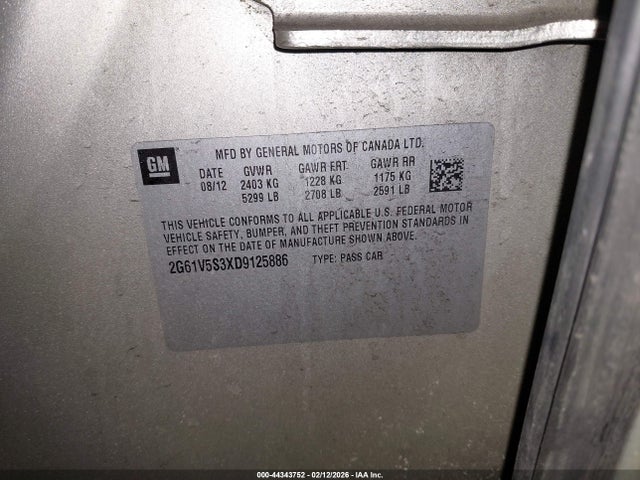 GM
MFD BY GENERAL MOTORS OF CANADA LTD.
DATE GVWR GAWR FRT GAWR RR
08/12 2403 KG 1228 KG 1175 KG
5299 LB 2708 LB 2591 LB
THIS VEHICLE CONFORMS TO ALL APPLICABLE U.S. FEDERAL MOTOR
VEHICLE SAFETY, BUMPER, AND THEFT PREVENTION STANDARDS IN
EFFECT ON THE DATE OF MANUFACTURE SHOWN ABOVE.
2G61V5S3XD9125886 TYPE: PASS CAR
000-44343752 - 02/12/2026 - IAA Inc.